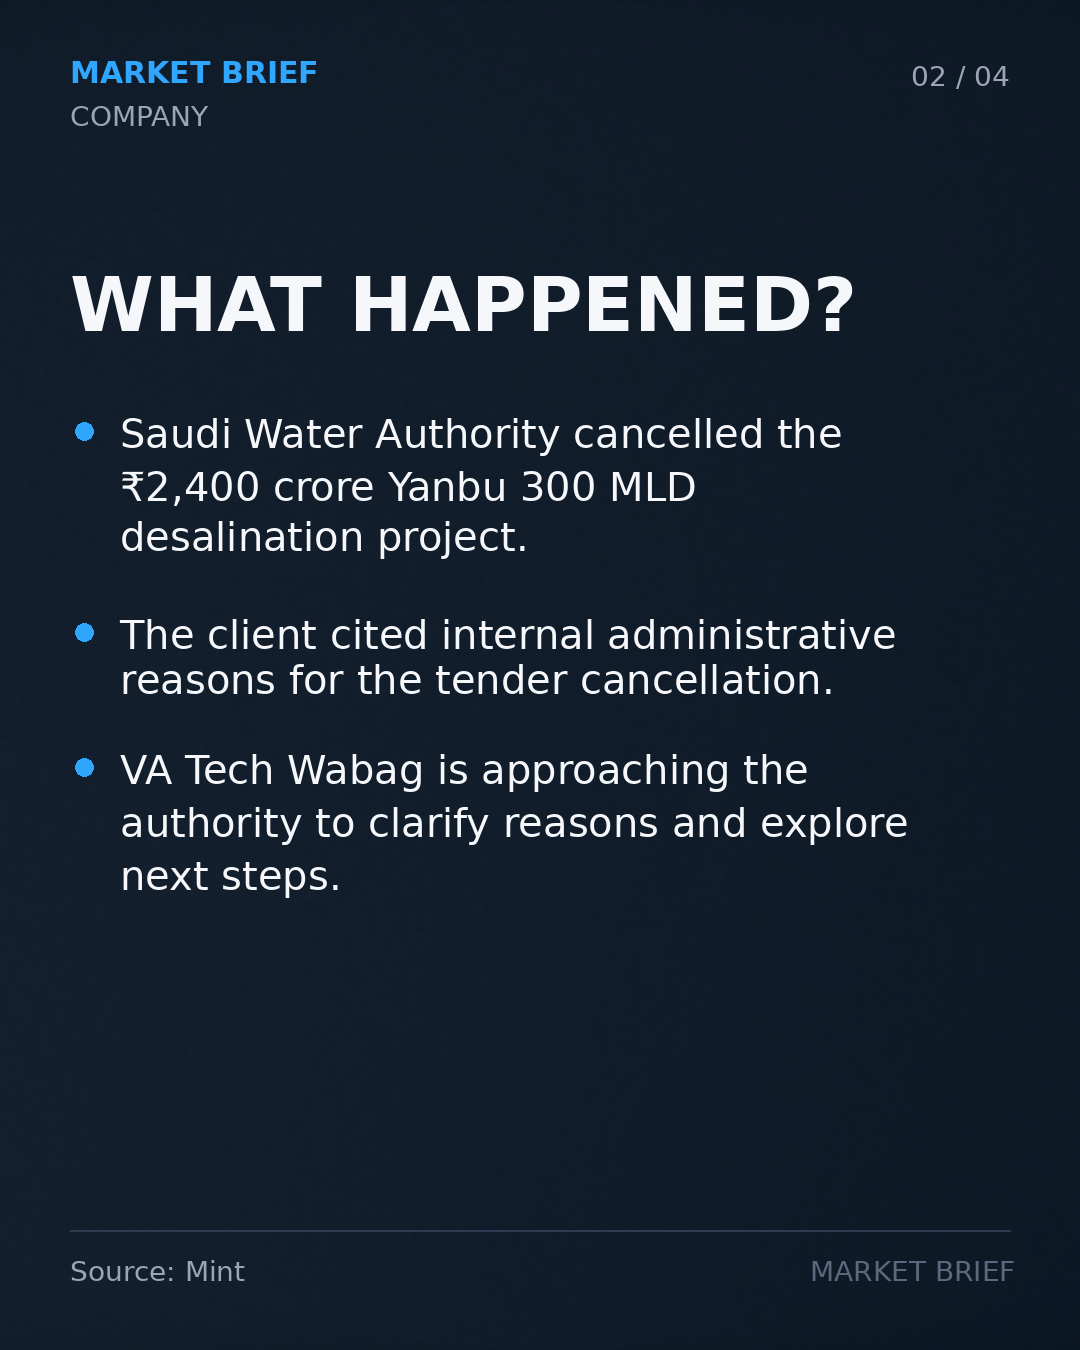 MARKET BRIEF
COMPANY
02 / 04
WHAT HAPPENED?
Saudi Water Authority cancelled the
₹2,400 crore Yanbu 300 MLD
desalination project.
The client cited internal administrative
reasons for the tender cancellation.
VA Tech Wabag is approaching the
authority to clarify reasons and explore
next steps.
Source: Mint
MARKET BRIEF